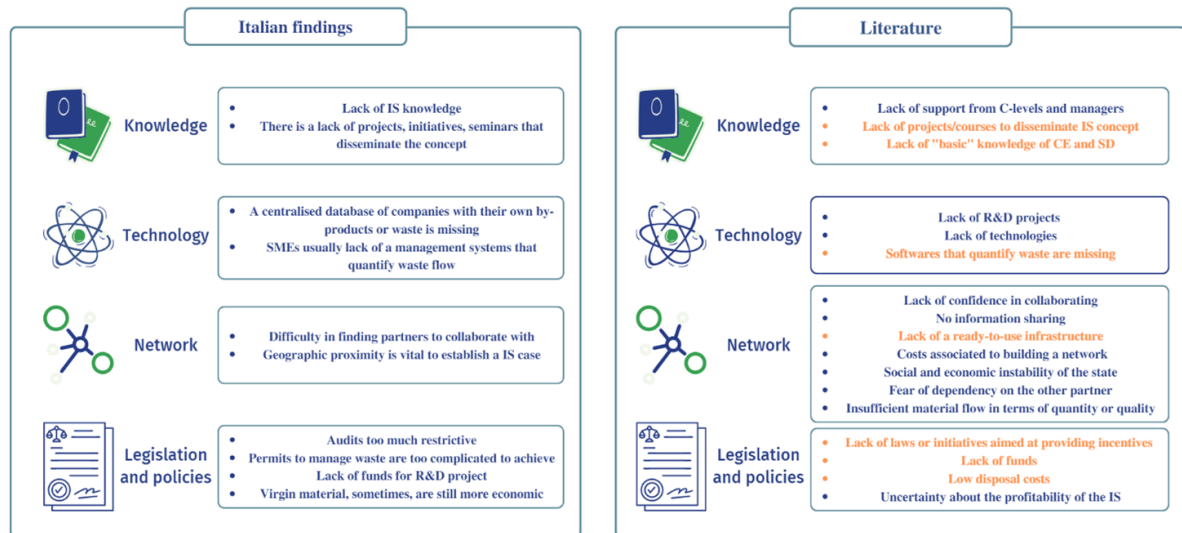 Italian findings
Knowledge
Lack of IS knowledge
There is a lack of projects, initiatives, seminars that
disseminate the concept
Technology
A centralised database of companies with their own by-
products or waste is missing
SMEs usually lack of a management systems that
quantify waste flow
Network
Difficulty in finding partners to collaborate with
Geographic proximity is vital to establish a IS case
Legislation
and policies
Audits too much restrictive
Permits to manage waste are too complicated to achieve
Lack of funds for R&D project
Virgin material, sometimes, are still more economic
Literature
Knowledge
Lack of support from C-levels and managers
Lack of projects/courses to disseminate IS concept
Lack of "basic" knowledge of CE and SD
Technology
Lack of R&D projects
Lack of technologies
Softwares that quantify waste are missing
Network
Lack of confidence in collaborating
No information sharing
Lack of a ready-to-use infrastructure
Costs associated to building a network
Social and economic instability of the state
Fear of dependency on the other partner
Insufficient material flow in terms of quantity or quality
Legislation
and policies
Lack of laws or initiatives aimed at providing incentives
Lack of funds
Low disposal costs
Uncertainty about the profitability of the IS